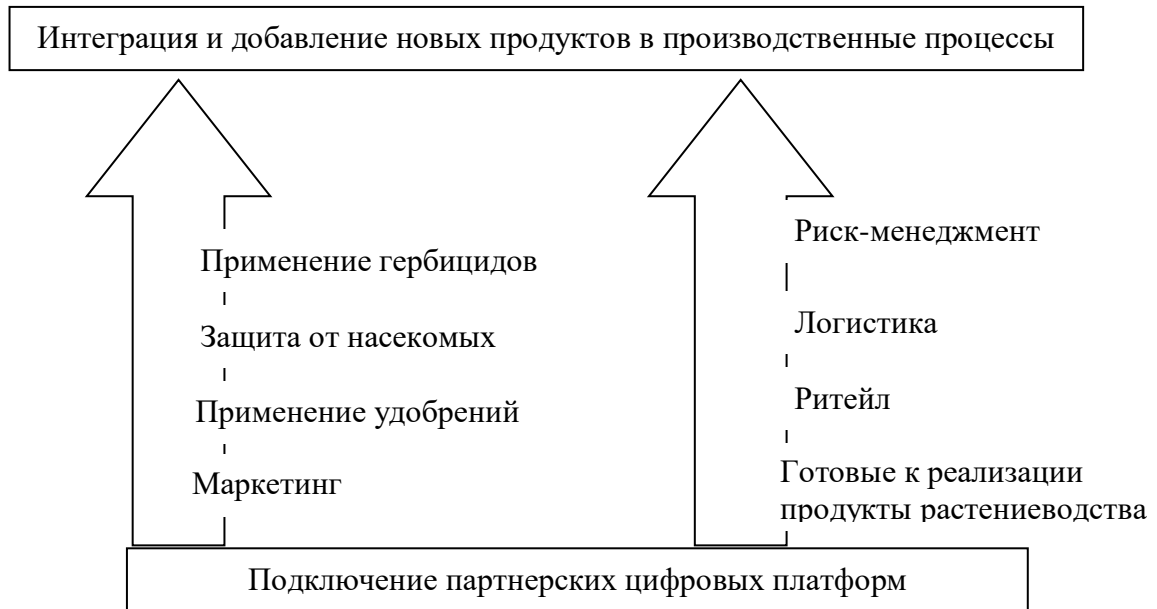 Интеграция и добавление новых продуктов в производственные процессы
Применение гербицидов
Защита от насекомых
Применение удобрений
Маркетинг
Риск-менеджмент
Логистика
Ритейл
Готовые к реализации
продукты растениеводства
Подключение партнерских цифровых платформ